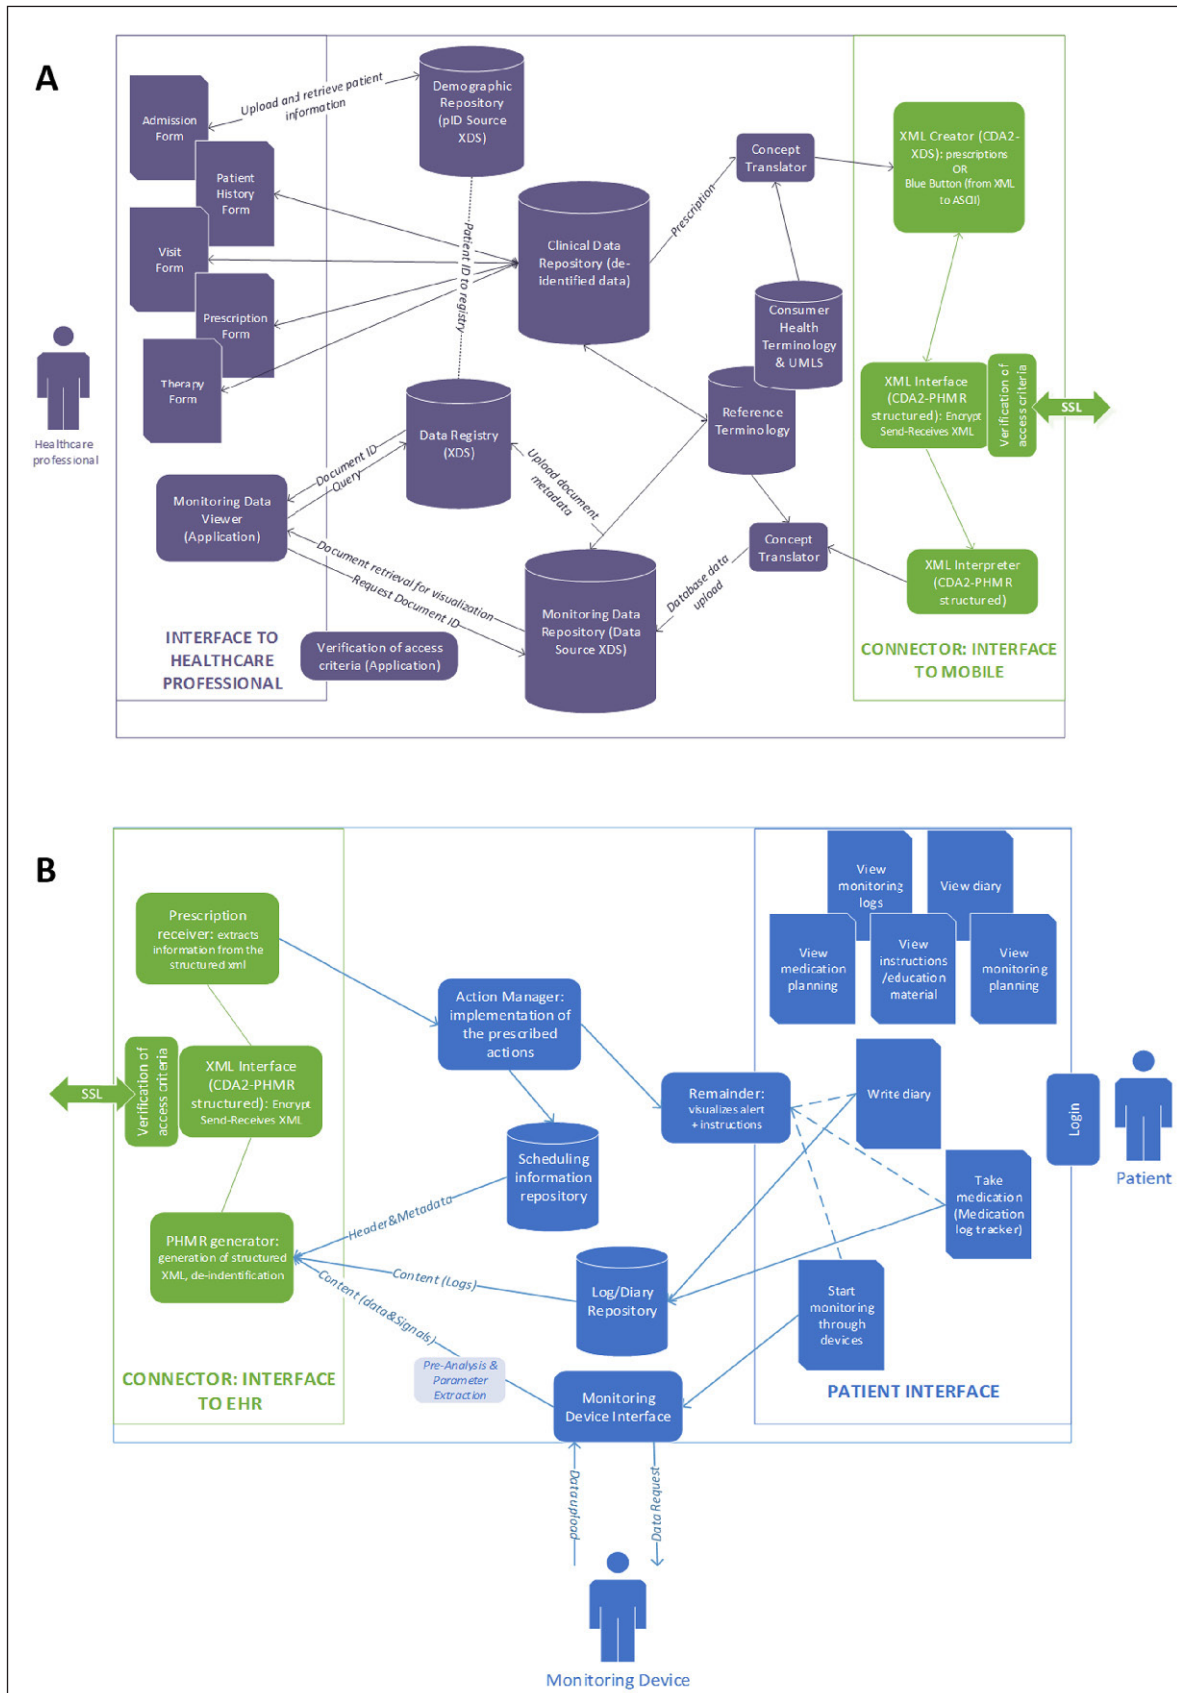 A
Admission
Form
Patient
History
Form
Visit
Form
Prescription
Form
Therapy
Form
Healthcare
professional
Upload and retrieve patient
information
Demographic
Repository
(pID Source
XDS)
Patient ID to registry
Clinical Data
Repository (de-
identified data)
Prescription
Concept
Translator
Consumer
Health
Terminology
& UMLS
Reference
Terminology
Data Registry
(XDS)
Document ID
Query
Upload document
metadata
Monitoring Data
Viewer
(Application)
Document retrieval for visualization
Request Document ID
Monitoring Data
Repository (Data
Source XDS)
Database data
upload
Concept
Translator
Verification of access
criteria (Application)
INTERFACE TO
HEALTHCARE
PROFESSIONAL
XML Creator (CDA2-
XDS): prescriptions
OR
Blue Button (from XML
to ASCII)
XML Interface
(CDA2-PHMR
structured): Encrypt
Send-Receives XML
Verification of
access criteria
SSL
XML Interpreter
(CDA2-PHMR
structured)
CONNECTOR: INTERFACE
TO MOBILE
B
Prescription
receiver: extracts
information from the
structured xml
SSL
Verification of
access criteria
XML Interface
(CDA2-PHMR
structured): Encrypt
Send-Receives XML
PHMR generator:
generation of structured
XML, de-indentification
CONNECTOR: INTERFACE
TO EHR
Action Manager:
implementation of
the prescribed
actions
Remainder:
visualizes alert
+ instructions
Scheduling
information
repository
Header&Metadata
Content (Logs)
Content (data&Signals)
Log/Diary
Repository
Pre-Analysis &
Parameter
Extraction
Monitoring
Device Interface
Data upload
Data Request
Monitoring Device
View
monitoring
logs
View diary
View
medication
planning
View
instructions
/education
material
View
monitoring
planning
Write diary
Take
medication
(Medication
log tracker)
Start
monitoring
through
devices
PATIENT INTERFACE
Login
Patient